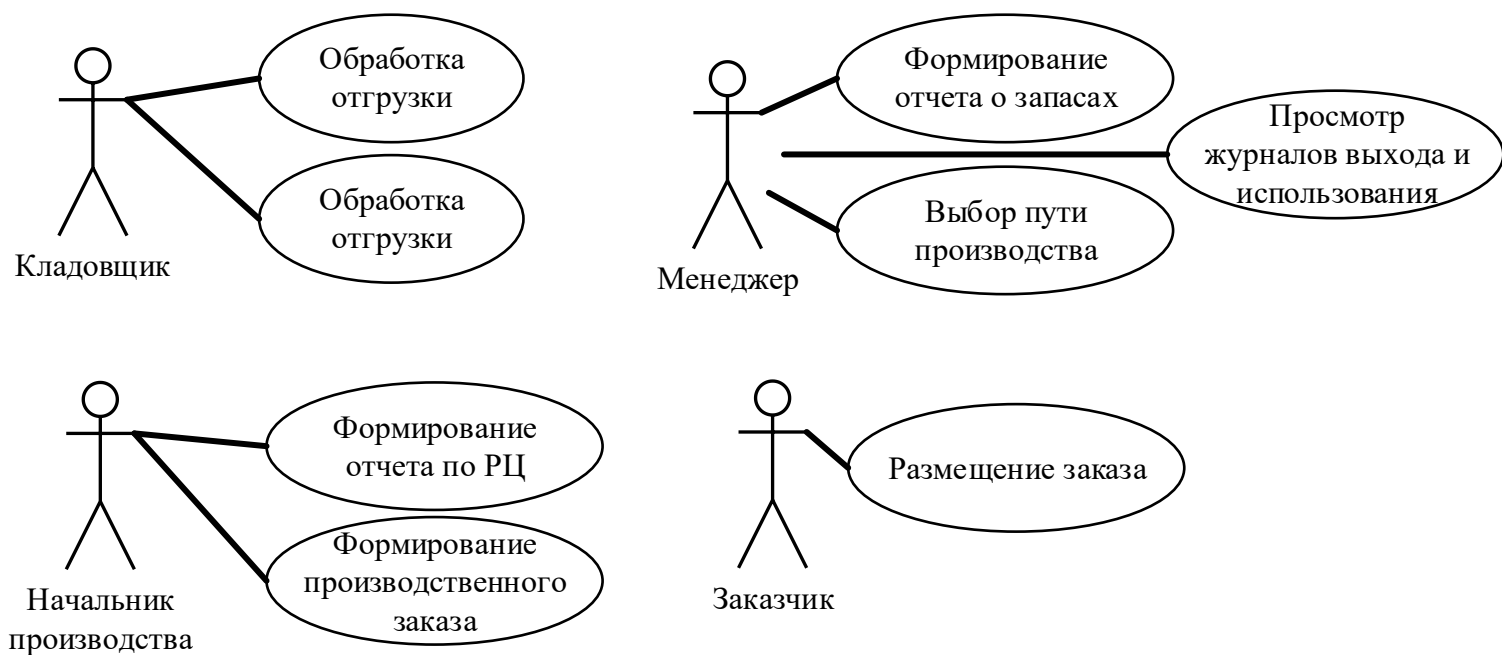 Обработка
отгрузки
Обработка
отгрузки
Кладовщик
Формирование
отчета о запасах
Просмотр
журналов выхода и
использования
Выбор пути
производства
Менеджер
Формирование
отчета по РЦ
Формирование
производственного
заказа
Начальник
производства
Размещение заказа
Заказчик